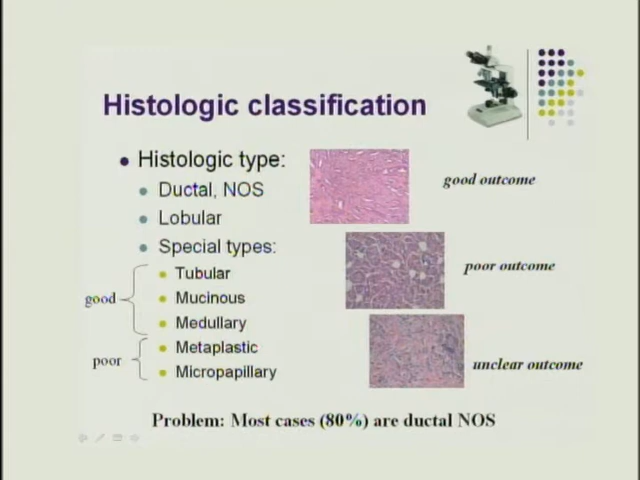 Histologic classification
Histologic type:
good outcome
Ductal, NOS
Lobular
Special types:
poor outcome
Tubular
good
Mucinous
Medullary
Metaplastic
poor
unclear outcome
Micropapillary
Problem: Most cases (80%) are ductal NOS